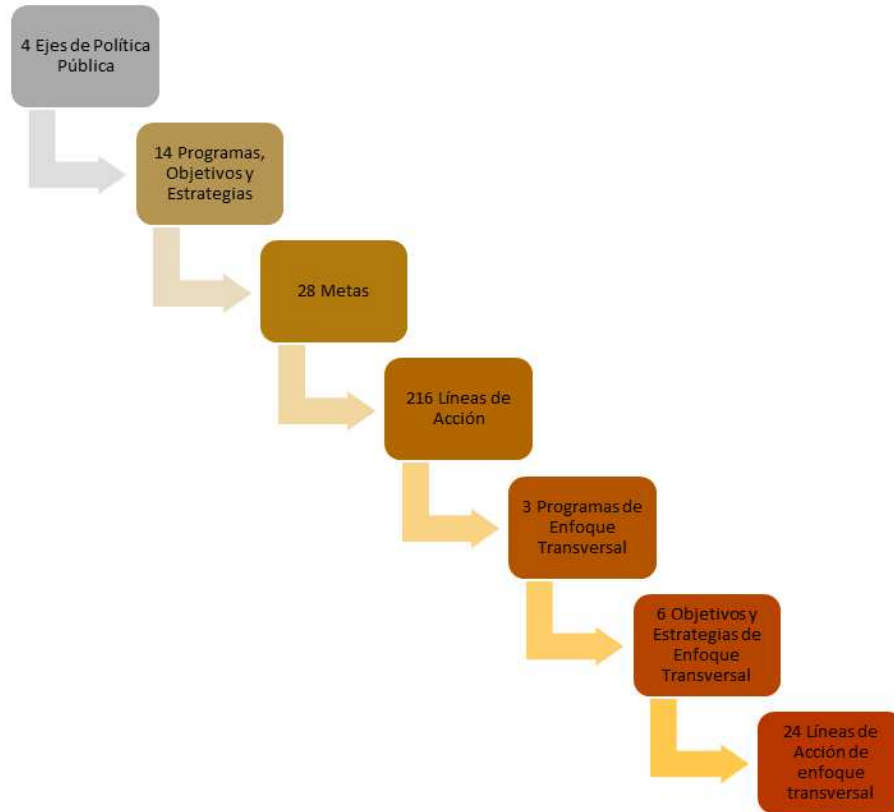 4 Ejes de Política
Pública
14 Programas,
Objetivos y
Estrategias
28 Metas
216 Líneas de
Acción
3 Programas de
Enfoque
Transversal
6 Objetivos y
Estrategias de
Enfoque
Transversal
24 Líneas de
Acción de
enfoque
transversal